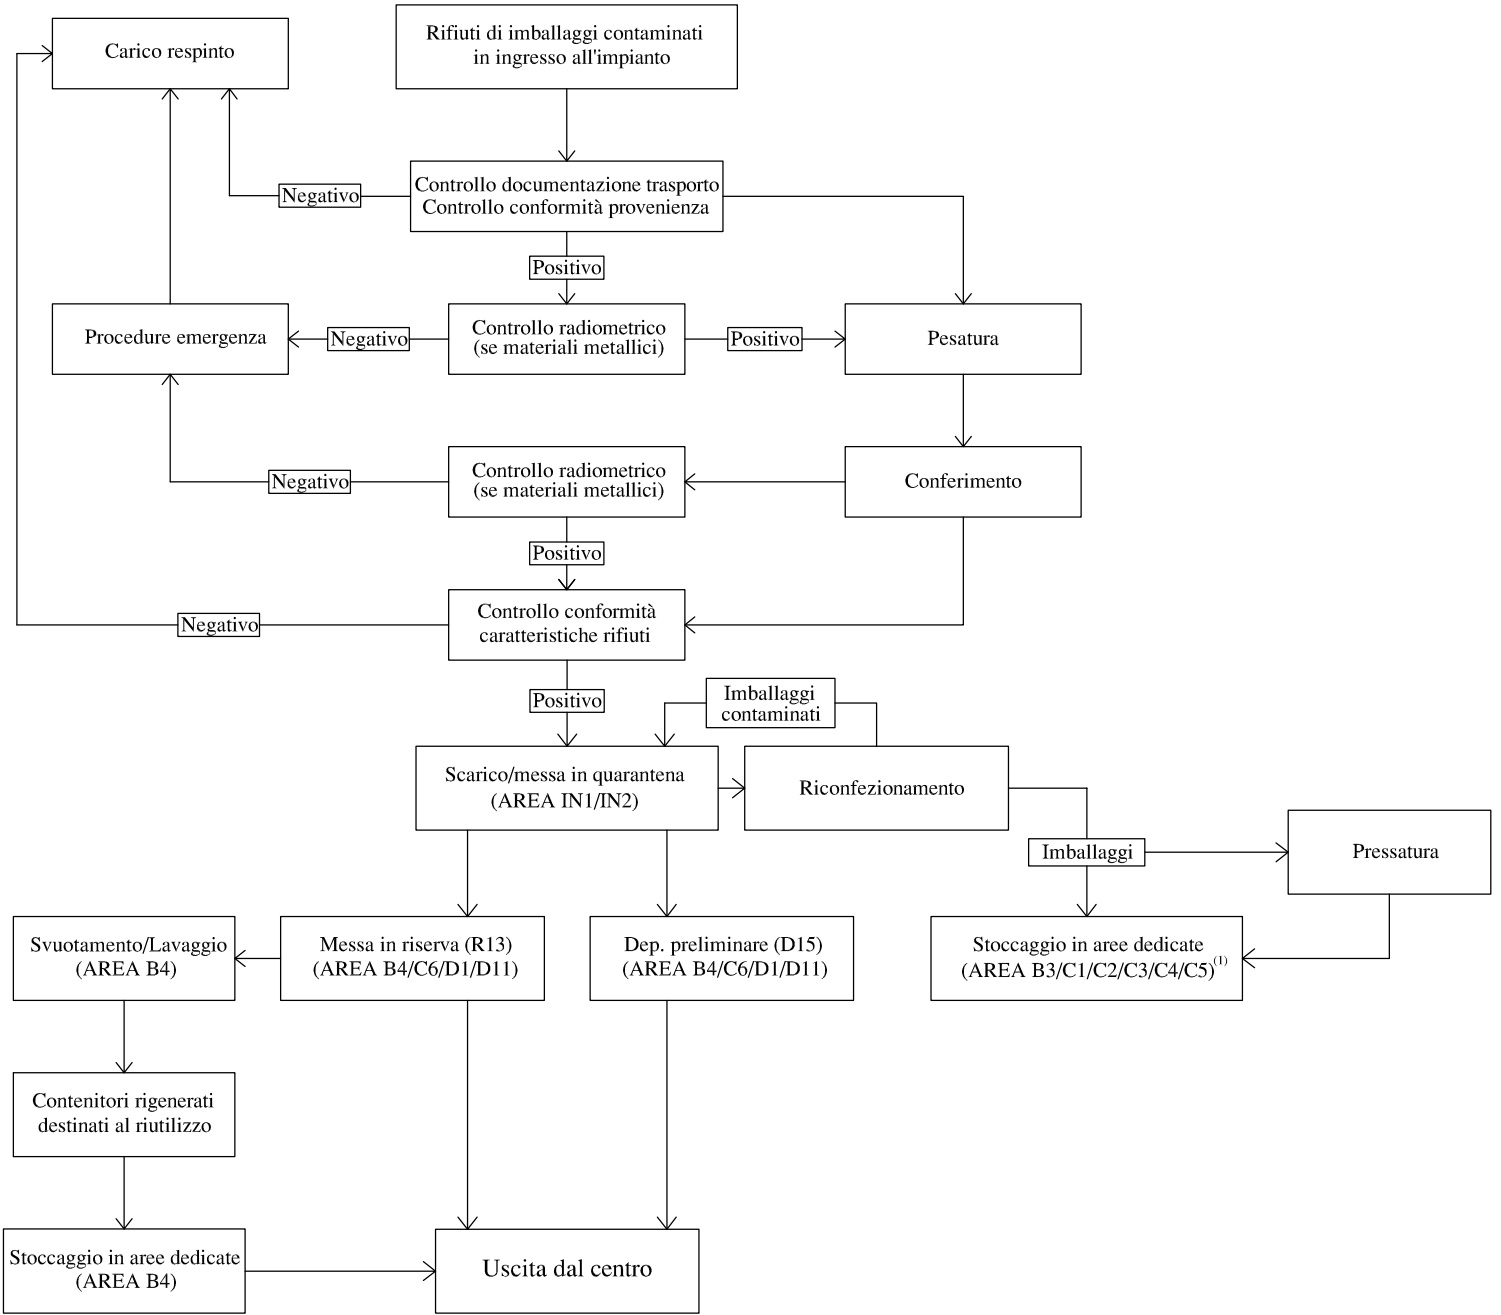 Carico respinto
Rifiuti di imballaggi contaminati
in ingresso all'impianto
Negativo
Controllo documentazione trasporto
Controllo conformità provenienza
Positivo
Procedure emergenza
Negativo
Controllo radiometrico
(se materiali metallici)
Positivo
Pesatura
Negativo
Controllo radiometrico
(se materiali metallici)
Conferimento
Positivo
Negativo
Controllo conformità
caratteristiche rifiuti
Positivo
Imballaggi
contaminati
Scarico/messa in quarantena
(AREA IN1/IN2)
Riconfezionamento
Imballaggi
Pressatura
Svuotamento/Lavaggio
(AREA B4)
Messa in riserva (R13)
(AREA B4/C6/D1/D11)
Dep. preliminare (D15)
(AREA B4/C6/D1/D11)
Stoccaggio in aree dedicate
(AREA B3/C1/C2/C3/C4/C5)(1)
Contenitori rigenerati
destinati al riutilizzo
Stoccaggio in aree dedicate
(AREA B4)
Uscita dal centro